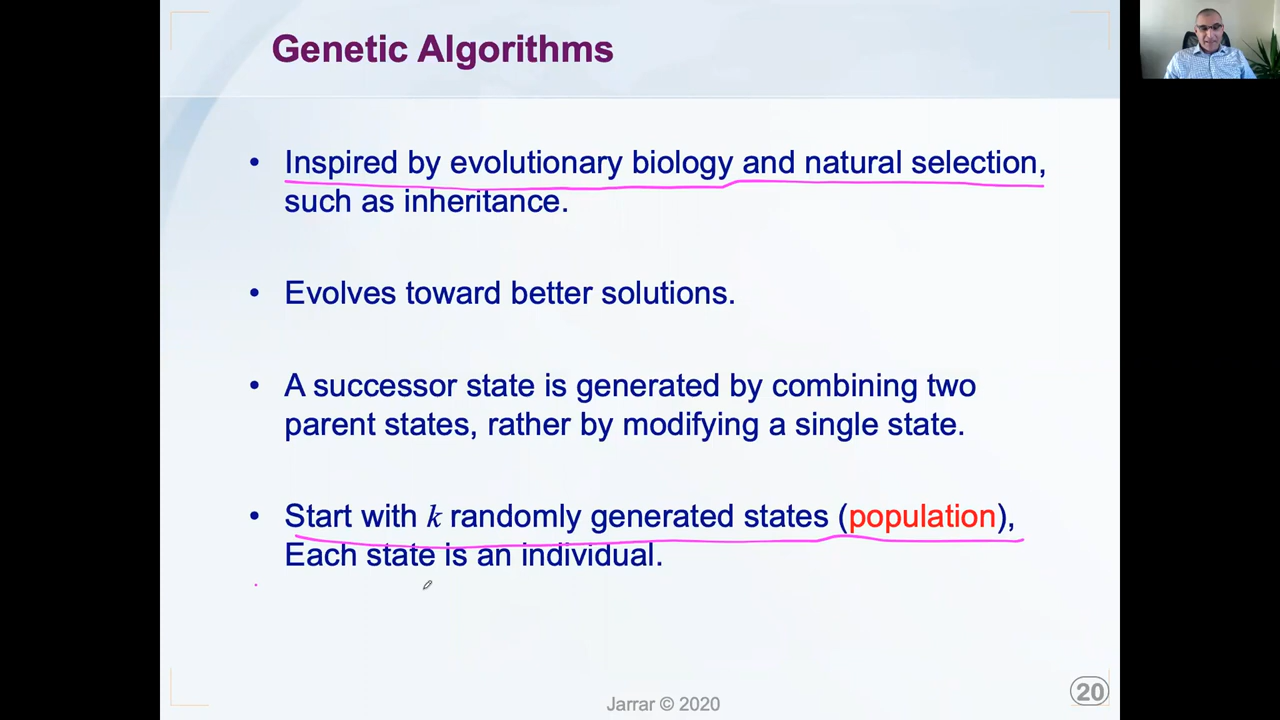 Genetic Algorithms
• Inspired by evolutionary biology and natural selection,
such as inheritance.
• Evolves toward better solutions.
• A successor state is generated by combining two
parent states, rather by modifying a single state.
• Start with k randomly generated states (population),
Each state is an individual.
Jarrar © 2020
20